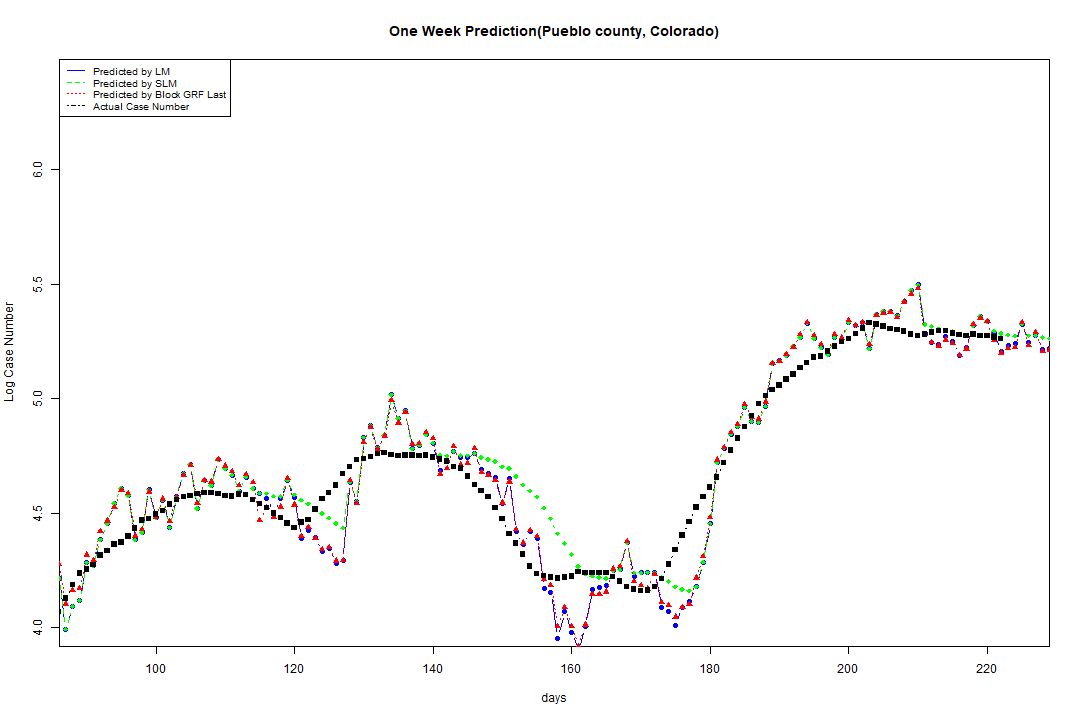 One Week Prediction(Pueblo county, Colorado)
Predicted by LM
Predicted by SLM
Predicted by Block GRF Last
Actual Case Number
Log Case Number
6.0
5.5
5.0
4.5
4.0
100 120 140 160 180 200 220
days